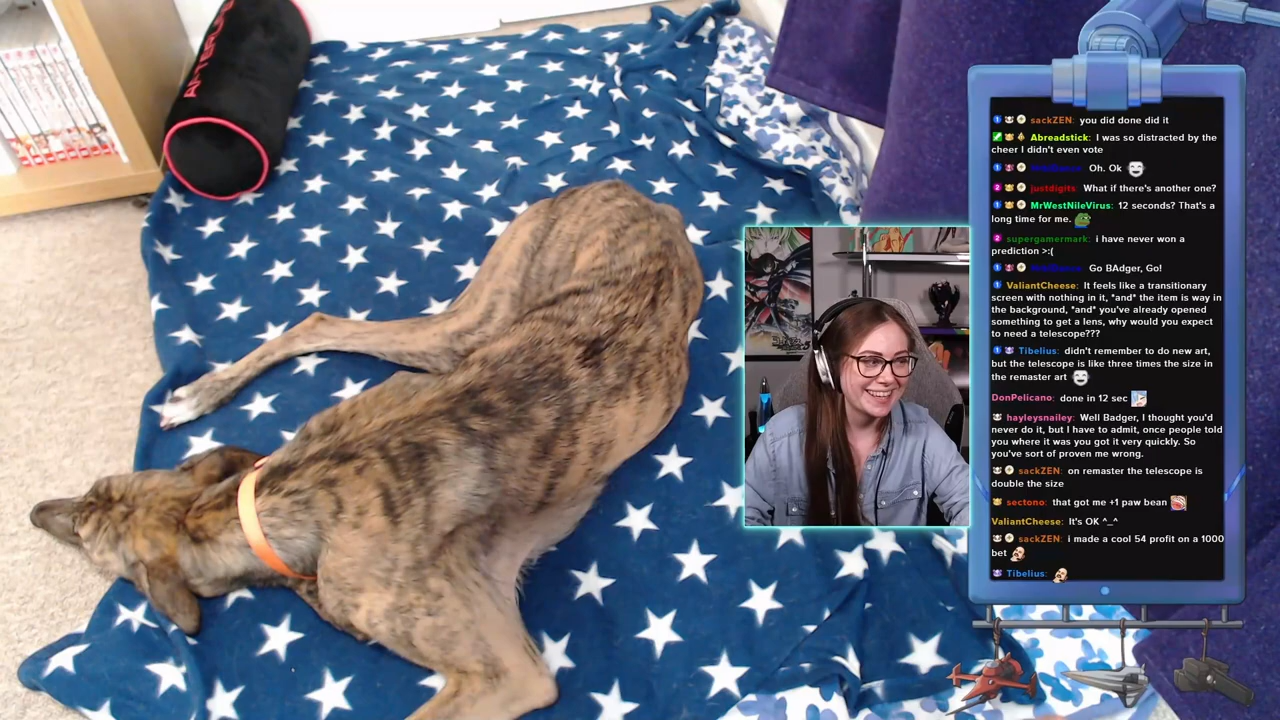 AFTERLI
sackZEN: you did done did it
Abreadstick: I was so distracted by the
cheer I didn't even vote
Oh. Ok
justdigits: What if there's another one?
MrWestNileVirus: 12 seconds? That's a
long time for me.
supergamermark: i have never won a
prediction >:(
Go BAdger, Go!
ValiantCheese: It feels like a transitionary
screen with nothing in it, *and* the item is way in
the background, *and* you've already opened
something to get a lens, why would you expect
to need a telescope???
Tibelius: didn't remember to do new art,
but the telescope is like three times the size in
the remaster art
DonPelicano: done in 12 sec
hayleysnailey: Well Badger, I thought you'd
never do it, but I have to admit, once people told
you where it was you got it very quickly. So
you've sort of proven me wrong.
sackZEN: on remaster the telescope is
double the size
sectono: that got me +1 paw bean
ValiantCheese: It's OK ^_^
sackZEN: i made a cool 54 profit on a 1000
bet
Tibelius: